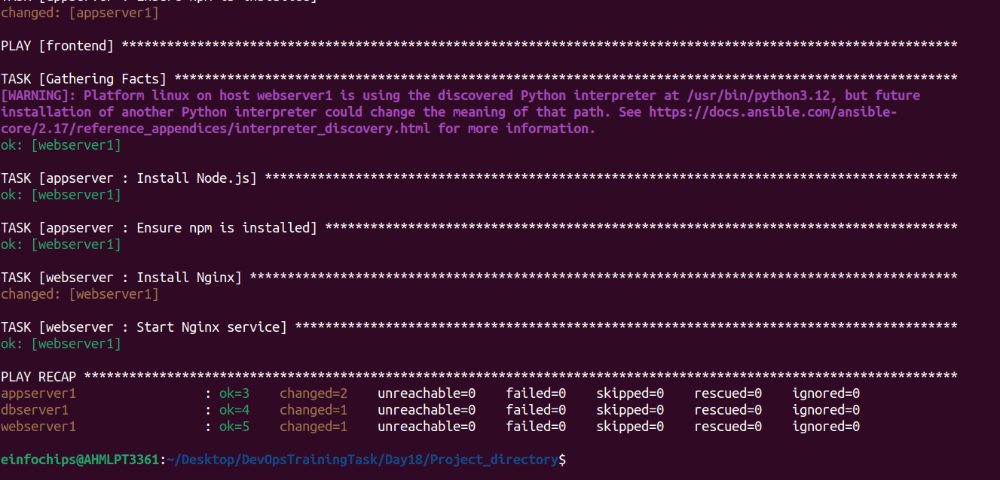 TASK [appserver : Ensure npm is installed]
changed: [appserver1]
PLAY [frontend] ***************************************************************************************************************
TASK [Gathering Facts] ********************************************************************************************************
[WARNING]: Platform linux on host webserver1 is using the discovered Python interpreter at /usr/bin/python3.12, but future
installation of another Python interpreter could change the meaning of that path. See https://docs.ansible.com/ansible-
core/2.17/reference_appendices/interpreter_discovery.html for more information.
ok: [webserver1]
TASK [appserver : Install Node.js] ********************************************************************************************
ok: [webserver1]
TASK [appserver : Ensure npm is installed] ************************************************************************************
ok: [webserver1]
TASK [webserver : Install Nginx] **********************************************************************************************
changed: [webserver1]
TASK [webserver : Start Nginx service] ****************************************************************************************
ok: [webserver1]
PLAY RECAP ********************************************************************************************************************
appserver1                 : ok=3    changed=2    unreachable=0    failed=0    skipped=0    rescued=0    ignored=0
dbserver1                  : ok=4    changed=1    unreachable=0    failed=0    skipped=0    rescued=0    ignored=0
webserver1                 : ok=5    changed=1    unreachable=0    failed=0    skipped=0    rescued=0    ignored=0
einfochips@AHMLPT3361:~/Desktop/DevOpsTrainingTask/Day18/Project_directory$